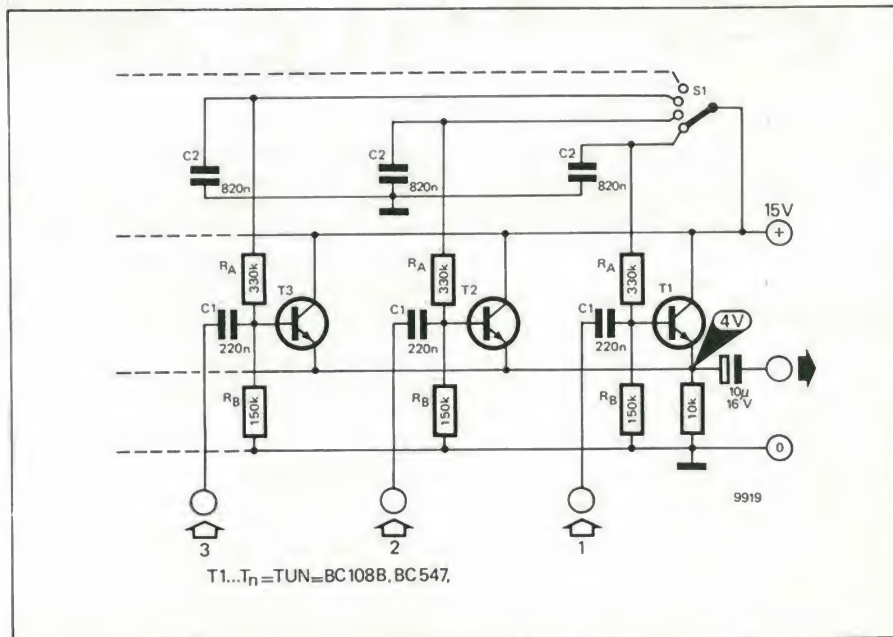 S1
C2
C2
C2
820n
820n
820n
15V
+
RA
330k
T3
RA
330k
T2
RA
330k
T1
4V
C1
220n
C1
220n
C1
220n
10µ
16V
RB
150k
RB
150k
RB
150k
10k
0
9919
3
2
1
T1...Tn=TUN=BC108B, BC547,